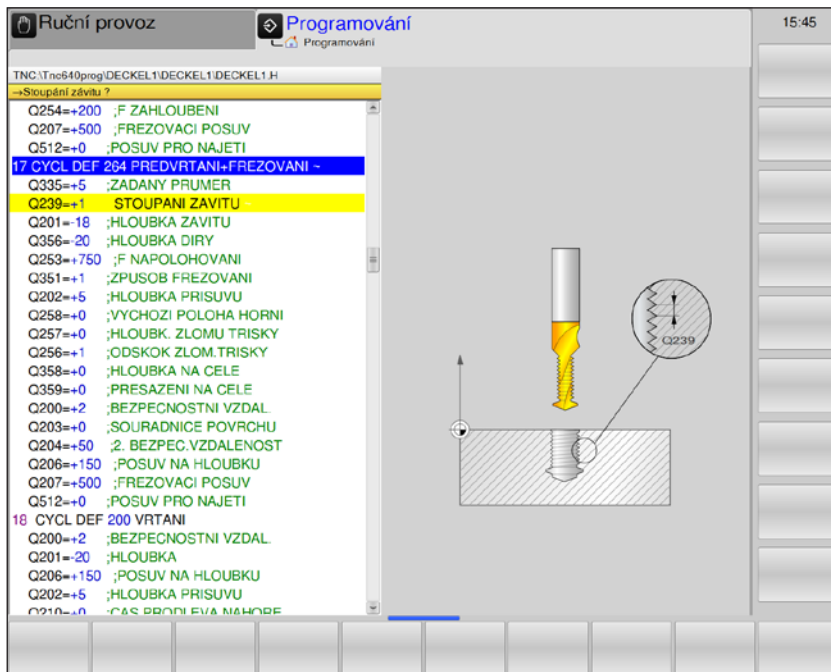 Ruční provoz
Programování
Programování
15:45
TNC:\Tnc640prog\DECKEL1\DECKEL1\DECKEL1.H
→Stoupání závitu ?
Q254=+200 ;F ZAHLOUBENI
Q207=+500 ;FREZOVACI POSUV
Q512=+0 ;POSUV PRO NAJETI
17 CYCL DEF 264 PREDVRTANI+FREZOVANI ~
Q335=+5 ;ZADANY PRUMER
Q239=+1 STOUPANI ZAVITU ~
Q201=-18 ;HLOUBKA ZAVITU
Q356=-20 ;HLOUBKA DIRY
Q253=+750 ;F NAPOLOHOVANI
Q351=+1 ;ZPUSOB FREZOVANI
Q202=+5 ;HLOUBKA PRISUVU
Q258=+0 ;VYCHOZI POLOHA HORNI
Q257=+0 ;HLOUBK. ZLOMU TRISKY
Q256=+1 ;ODSKOK ZLOM.TRISKY
Q358=+0 ;HLOUBKA NA CELE
Q359=+0 ;PRESAZENI NA CELE
Q200=+2 ;BEZPECNOSTNI VZDAL.
Q203=+0 ;SOURADNICE POVRCHU
Q204=+50 ;2. BEZPEC.VZDALENOST
Q206=+150 ;POSUV NA HLOUBKU
Q207=+500 ;FREZOVACI POSUV
Q512=+0 ;POSUV PRO NAJETI
18 CYCL DEF 200 VRTANI
Q200=+2 ;BEZPECNOSTNI VZDAL.
Q201=-20 ;HLOUBKA
Q206=+150 ;POSUV NA HLOUBKU
Q202=+5 ;HLOUBKA PRISUVU
Q210=+0 ;CAS PRODLEVA NAHORE
Q239